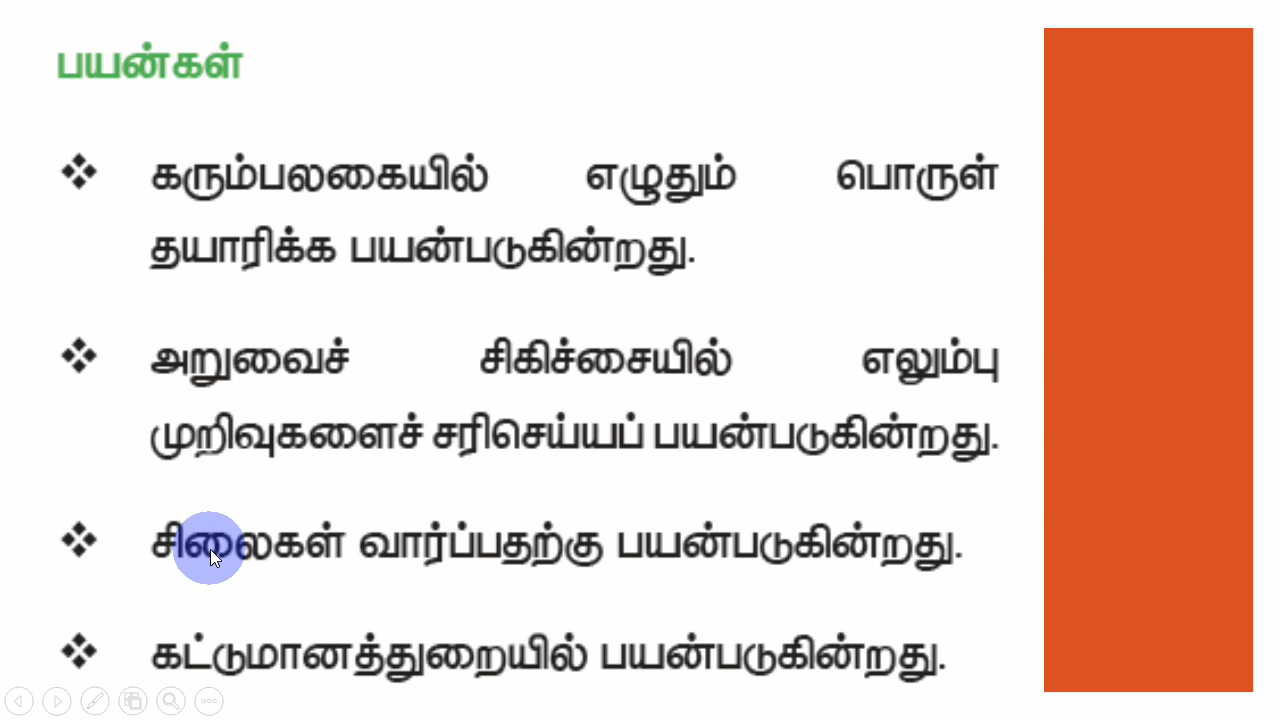 பயன்கள்
❖ கரும்பலகையில் எழுதும் பொருள்
தயாரிக்க பயன்படுகின்றது.
❖ அறுவைச் சிகிச்சையில் எலும்பு
முறிவுகளைச் சரிசெய்யப் பயன்படுகின்றது.
❖ சிலைகள் வார்ப்பதற்கு பயன்படுகின்றது.
❖ கட்டுமானத்துறையில் பயன்படுகின்றது.